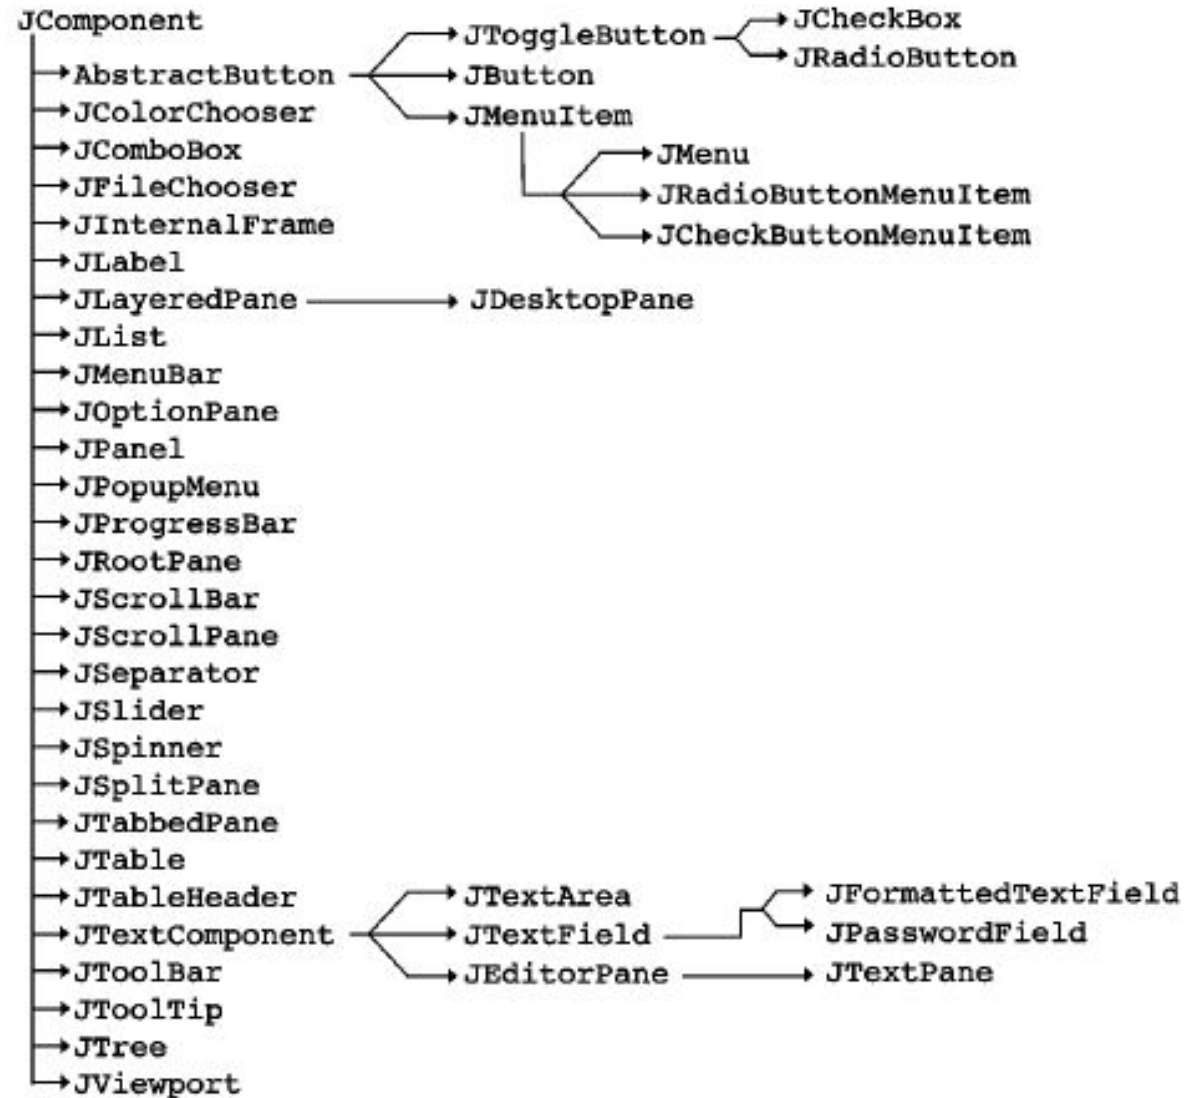 JComponent
JToggleButton
JCheckBox
JRadioButton
AbstractButton
JButton
JMenuItem
JColorChooser
JComboBox
JMenu
JFileChooser
JRadioButtonMenuItem
JInternalFrame
JCheckButtonMenuItem
JLabel
JLayeredPane
JDesktopPane
JList
JMenuBar
JOptionPane
JPanel
JPopupMenu
JProgressBar
JRootPane
JScrollBar
JScrollPane
JSeparator
JSlider
JSpinner
JSplitPane
JTabbedPane
JTable
JTableHeader
JTextArea
JFormattedTextField
JTextComponent
JTextField
JPasswordField
JToolBar
JEditorPane
JTextPane
JToolTip
JTree
JViewport